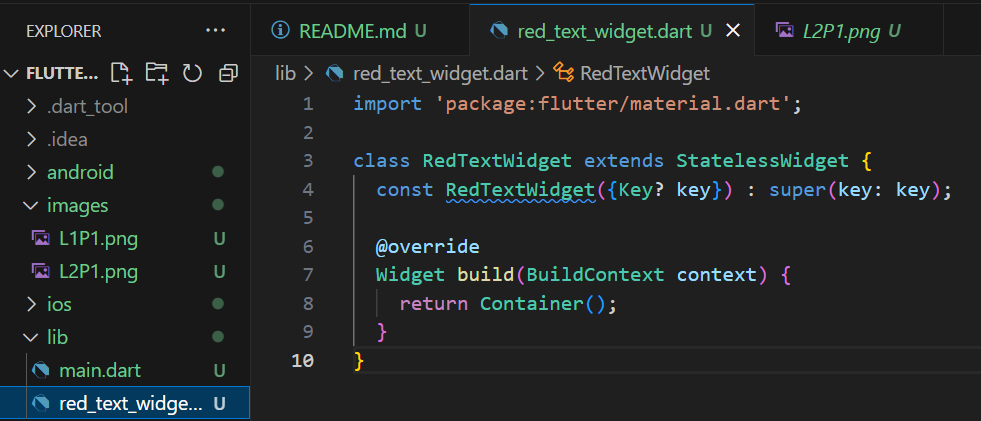 EXPLORER ...
FLUTTE...
.dart_tool
.idea
android
images
L1P1.png U
L2P1.png U
ios
lib
main.dart U
red_text_widge... U
README.md U
red_text_widget.dart U
L2P1.png U
lib > red_text_widget.dart > RedTextWidget
1 import 'package:flutter/material.dart';
2
3 class RedTextWidget extends StatelessWidget {
4   const RedTextWidget({Key? key}) : super(key: key);
5
6   @override
7   Widget build(BuildContext context) {
8     return Container();
9   }
10 }